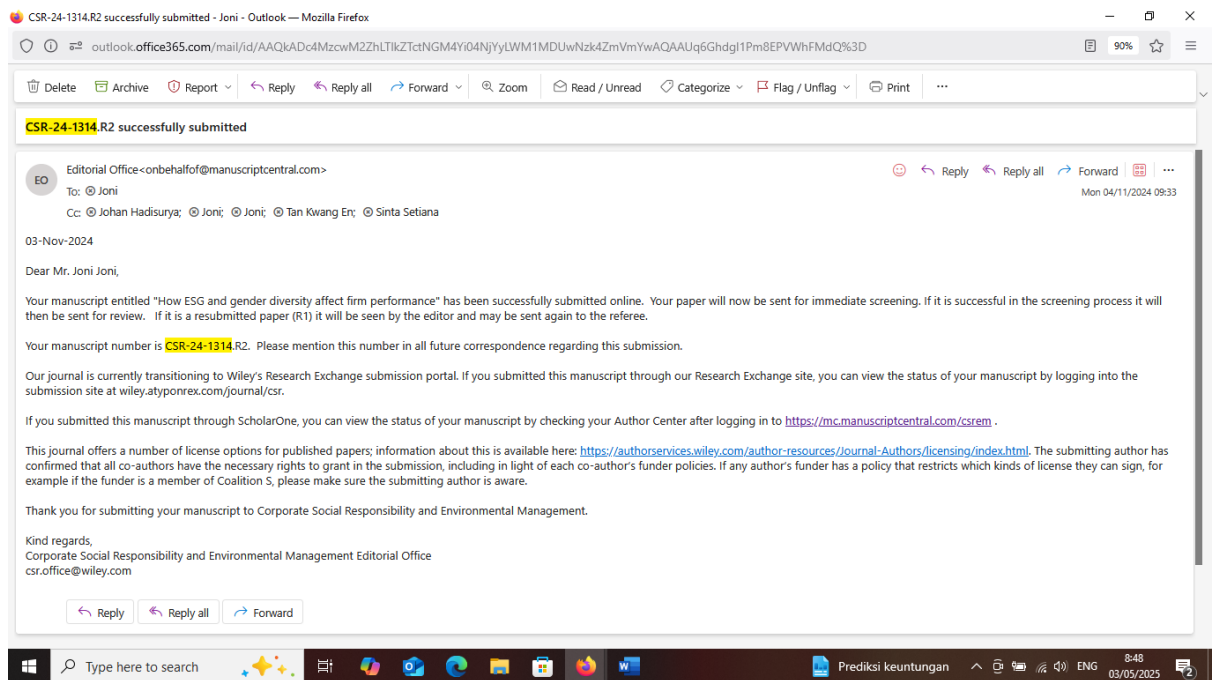 CSR-24-1314.R2 successfully submitted - Joni - Outlook — Mozilla Firefox
outlook.office365.com/mail/id/AAQkADc4MzcwM2ZhLTlkZTctNGM4Yi04NjYyLWM1MDUwNzk4ZmVmYwAQAAUq6Ghdgl1Pm8EPVWhFMdQ%3D
90%
Delete Archive Report Reply Reply all Forward Zoom Read / Unread Categorize Flag / Unflag Print ...
CSR-24-1314.R2 successfully submitted
EO
Editorial Office<onbehalfof@manuscriptcentral.com>
Reply Reply all Forward ...
To: Joni
Mon 04/11/2024 09:33
Cc: Johan Hadisurya; Joni; Joni; Tan Kwang En; Sinta Setiana
03-Nov-2024
Dear Mr. Joni Joni,
Your manuscript entitled "How ESG and gender diversity affect firm performance" has been successfully submitted online. Your paper will now be sent for immediate screening. If it is successful in the screening process it will
then be sent for review. If it is a resubmitted paper (R1) it will be seen by the editor and may be sent again to the referee.
Your manuscript number is CSR-24-1314.R2. Please mention this number in all future correspondence regarding this submission.
Our journal is currently transitioning to Wiley's Research Exchange submission portal. If you submitted this manuscript through our Research Exchange site, you can view the status of your manuscript by logging into the
submission site at wiley.atyponrex.com/journal/csr.
If you submitted this manuscript through ScholarOne, you can view the status of your manuscript by checking your Author Center after logging in to https://mc.manuscriptcentral.com/csrem .
This journal offers a number of license options for published papers; information about this is available here: https://authorservices.wiley.com/author-resources/Journal-Authors/licensing/index.html. The submitting author has
confirmed that all co-authors have the necessary rights to grant in the submission, including in light of each co-author's funder policies. If any author's funder has a policy that restricts which kinds of license they can sign, for
example if the funder is a member of Coalition S, please make sure the submitting author is aware.
Thank you for submitting your manuscript to Corporate Social Responsibility and Environmental Management.
Kind regards,
Corporate Social Responsibility and Environmental Management Editorial Office
csr.office@wiley.com
Reply Reply all Forward
Type here to search
Prediksi keuntungan
ENG
8:48
03/05/2025
2